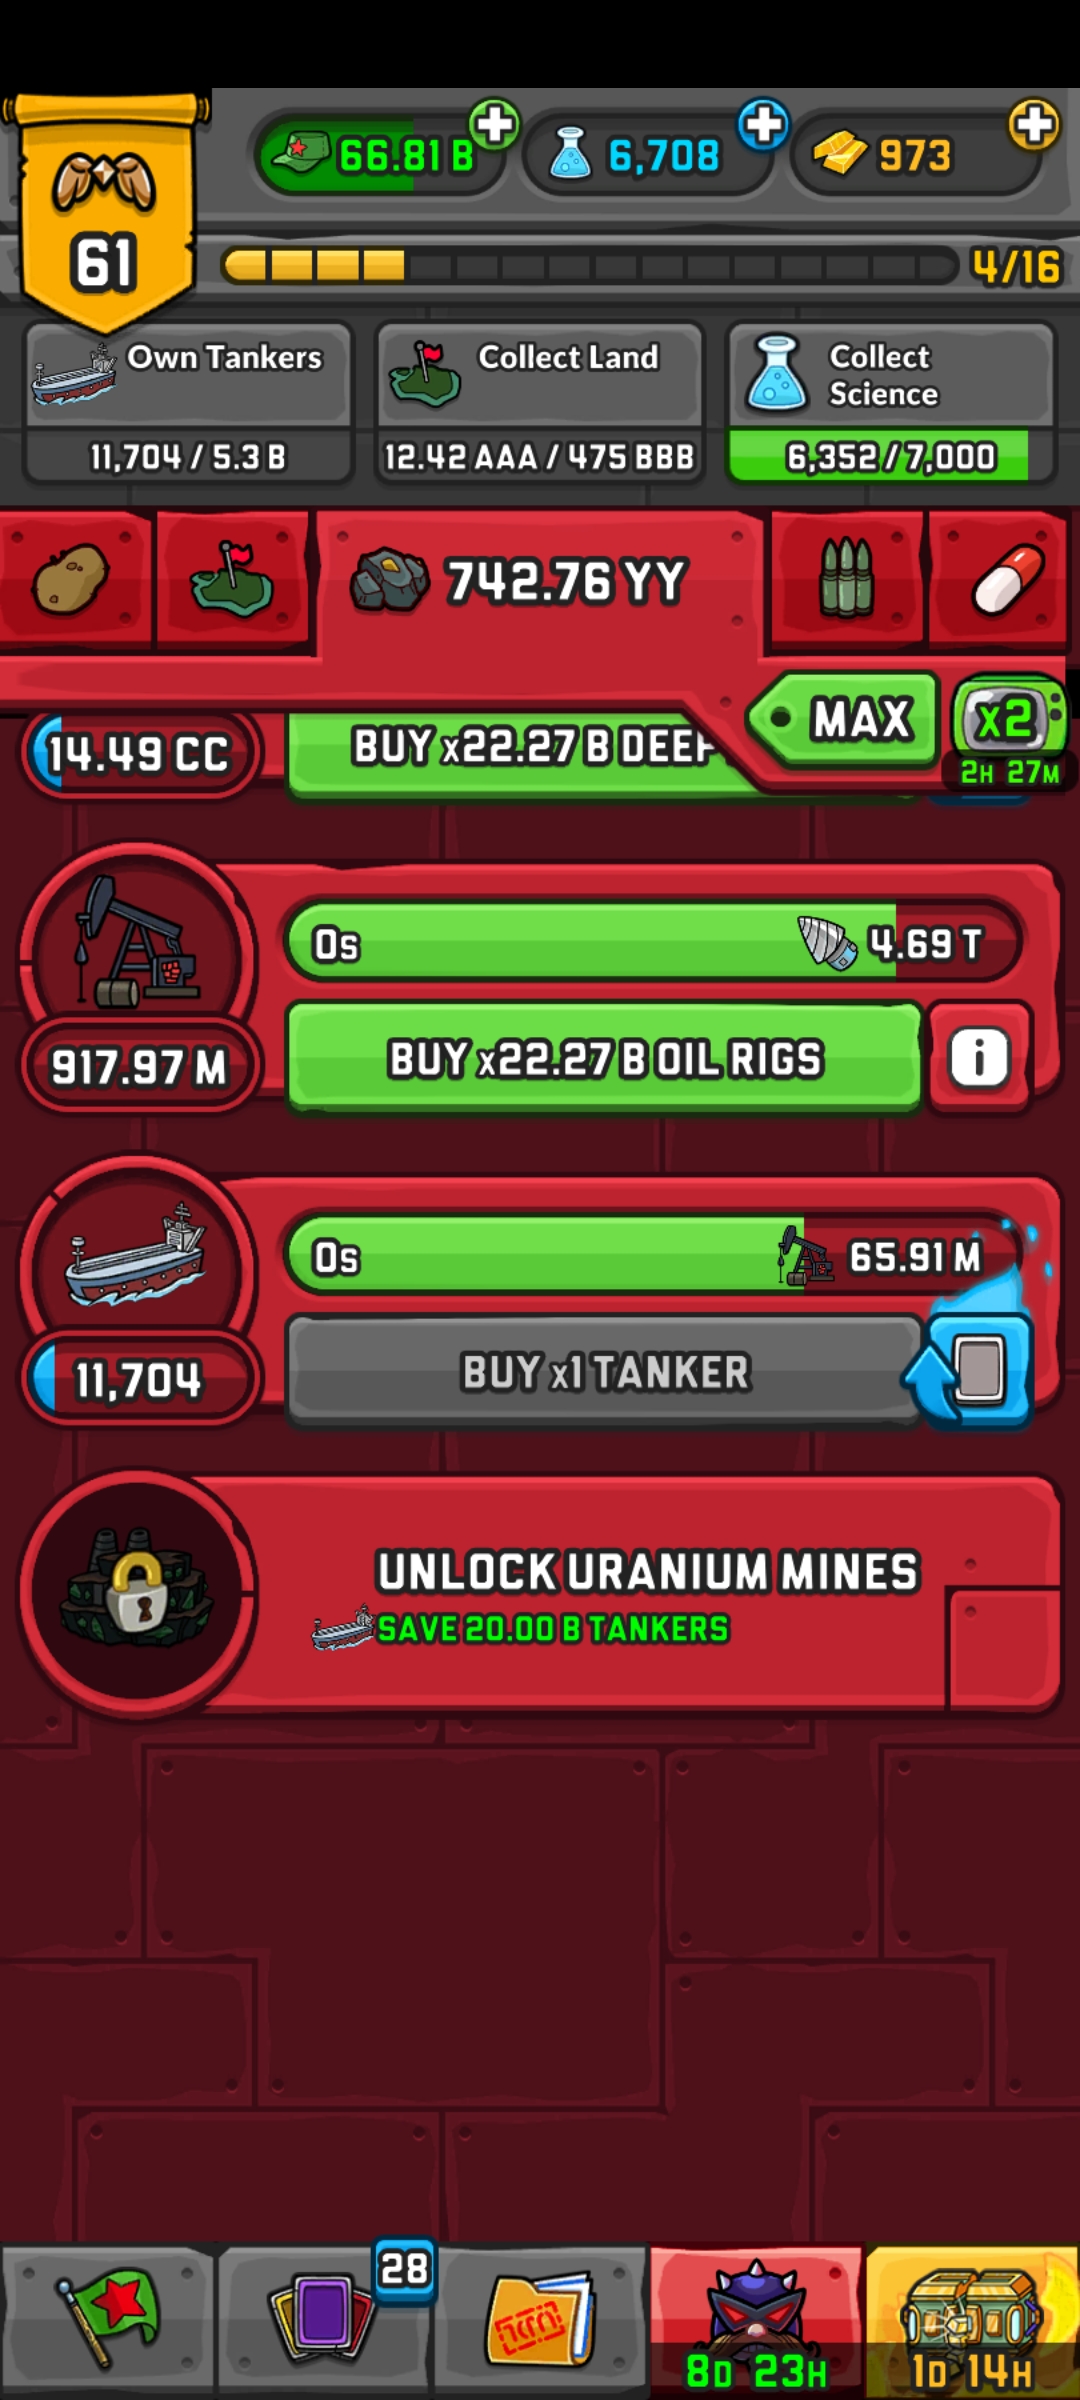 66.81 B
6,708
973
61
4/16
Own Tankers
11,704 / 5.3 B
Collect Land
12.42 AAA / 475 BBB
Collect
Science
6,352 / 7,000
742.76 YY
MAX
x2
2H 27M
14.49 CC
BUY x22.27 B DEEP
0s
4.69 T
917.97 M
BUY x22.27 B OIL RIGS
i
0s
65.91 M
11,704
BUY x1 TANKER
UNLOCK URANIUM MINES
SAVE 20.00 B TANKERS
28
8D 23H
1D 14H